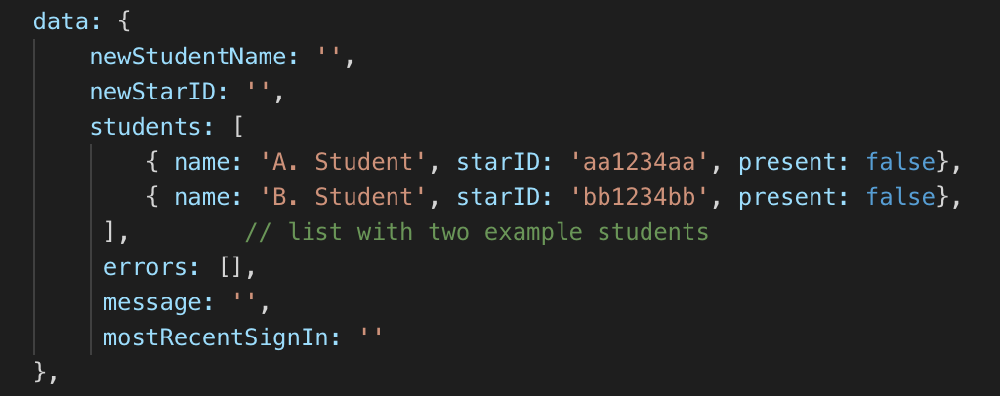 data: {
newStudentName: '',
newStarID: '',
students: [
{ name: 'A. Student', starID: 'aa1234aa', present: false},
{ name: 'B. Student', starID: 'bb1234bb', present: false},
], // list with two example students
errors: [],
message: '',
mostRecentSignIn: ''
},